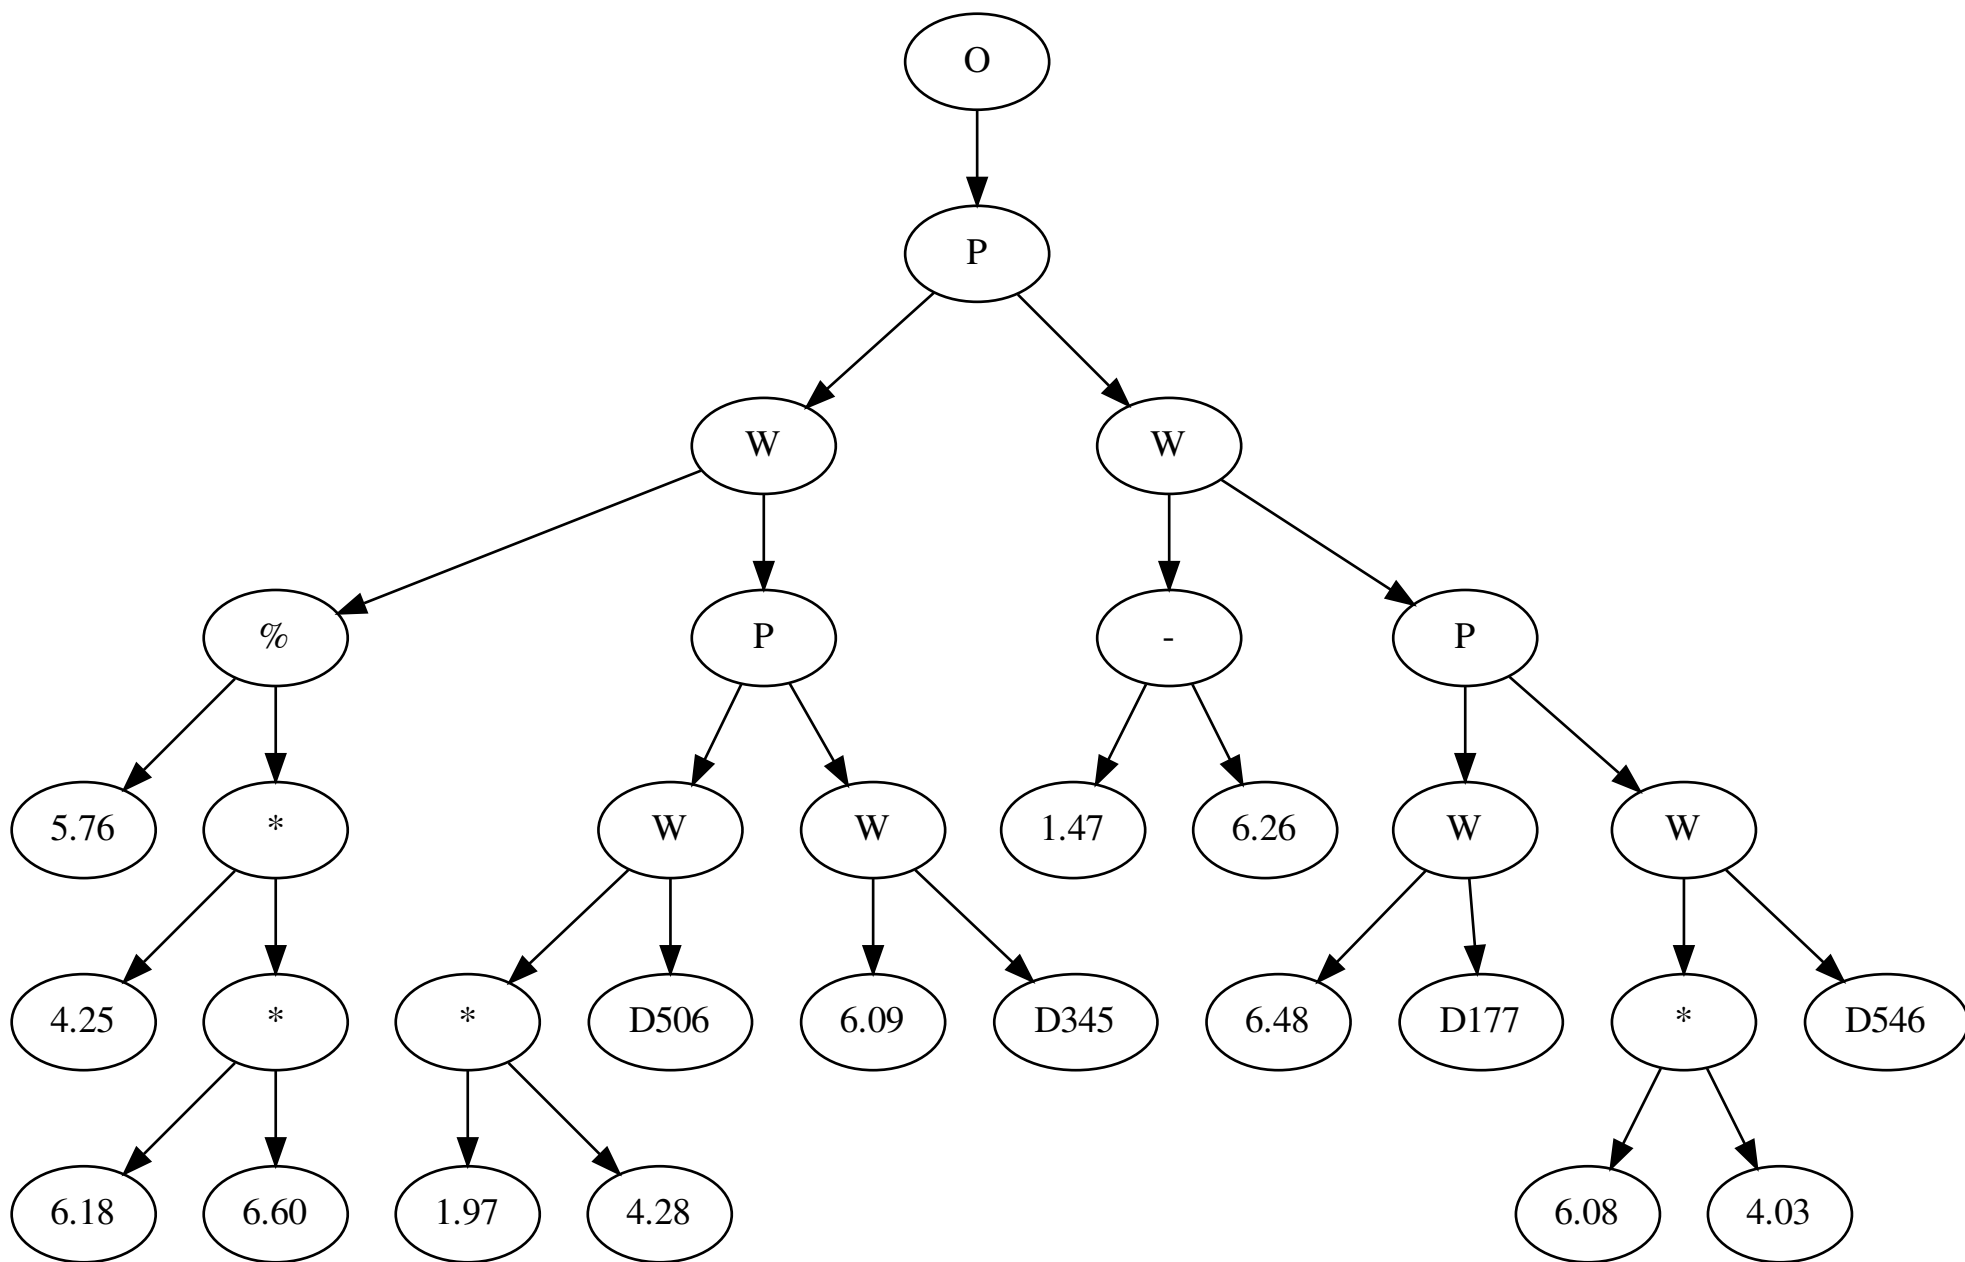 O
P
W W
% P - P
5.76 * W W 1.47 6.26 W W
4.25 * * D506 6.09 D345 6.48 D177 * D546
6.18 6.60 1.97 4.28 6.08 4.03